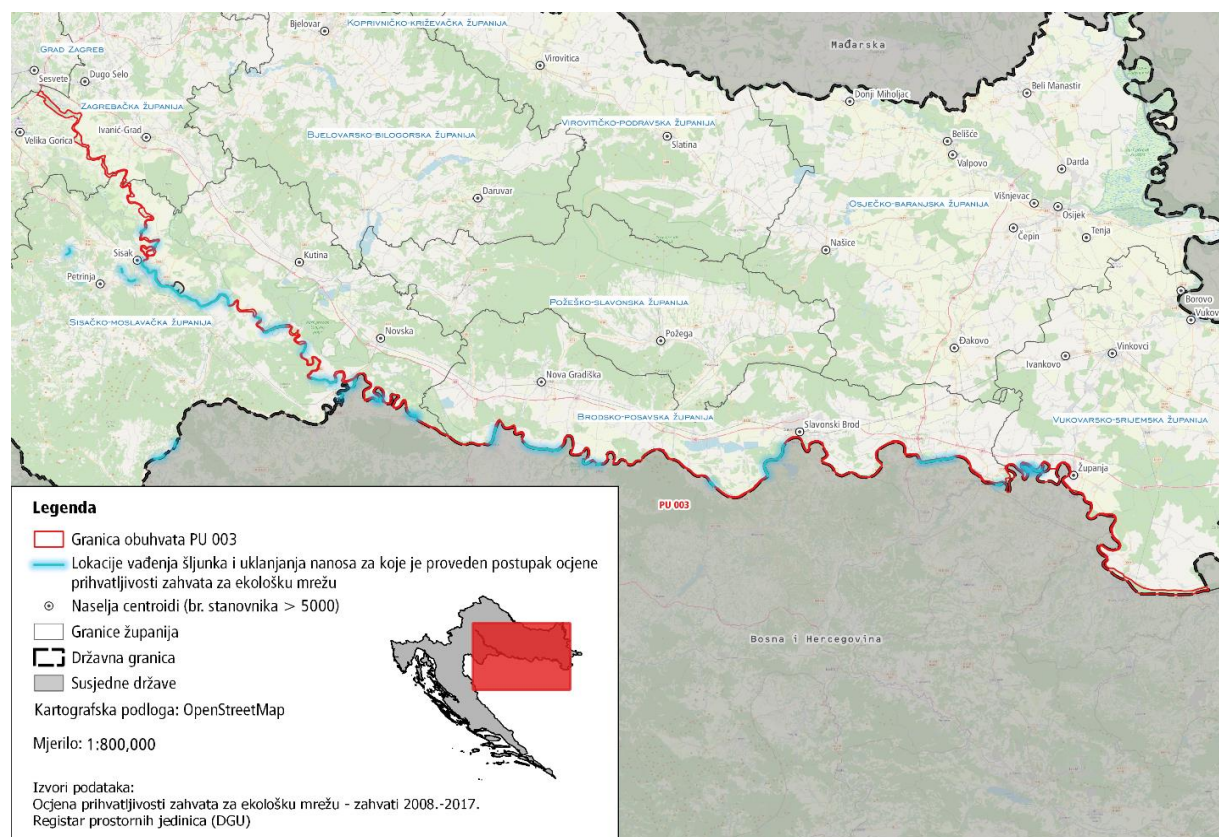 KOPRIVNIČKO-KRIŽEVAČKA ŽUPANIJA
Bjelovar
Mađarska
GRAD ZAGREB
Virovitica
Sesvete
Dugo Selo
Beli Manastir
Donji Miholjac
ZAGREBAČKA ŽUPANIJA
VIROVITIČKO-PODRAVSKA ŽUPANIJA
Velika Gorica
Ivanić-Grad
BJELOVARSKO-BILOGORSKA ŽUPANIJA
Slatina
Belišće
Valpovo
Darda
Daruvar
Višnjevac
OSJEČKO-BARANJSKA ŽUPANIJA
Osijek
Čepin
Tenja
Našice
Sisak
Kutina
Petrinja
Borovo
POŽEŠKO-SLAVONSKA ŽUPANIJA
Vukov
SISAČKO-MOSLAVAČKA ŽUPANIJA
Novska
Požega
Đakovo
Vinkovci
Ivankovo
Nova Gradiška
BRODSKO-POSAVSKA ŽUPANIJA
VUKOVARSKO-SRIJEMSKA ŽUPANIJA
Slavonski Brod
Županja
PU 003
Bosna i Hercegovina
Legenda
Granica obuhvata PU 003
Lokacije vađenja šljunka i uklanjanja nanosa za koje je proveden postupak ocjene
prihvatljivosti zahvata za ekološku mrežu
Naselja centroidi (br. stanovnika > 5000)
Granice županija
Državna granica
Susjedne države
Kartografska podloga: OpenStreetMap
Mjerilo: 1:800,000
Izvori podataka:
Ocjena prihvatljivosti zahvata za ekološku mrežu - zahvati 2008.-2017.
Registar prostornih jedinica (DGU)